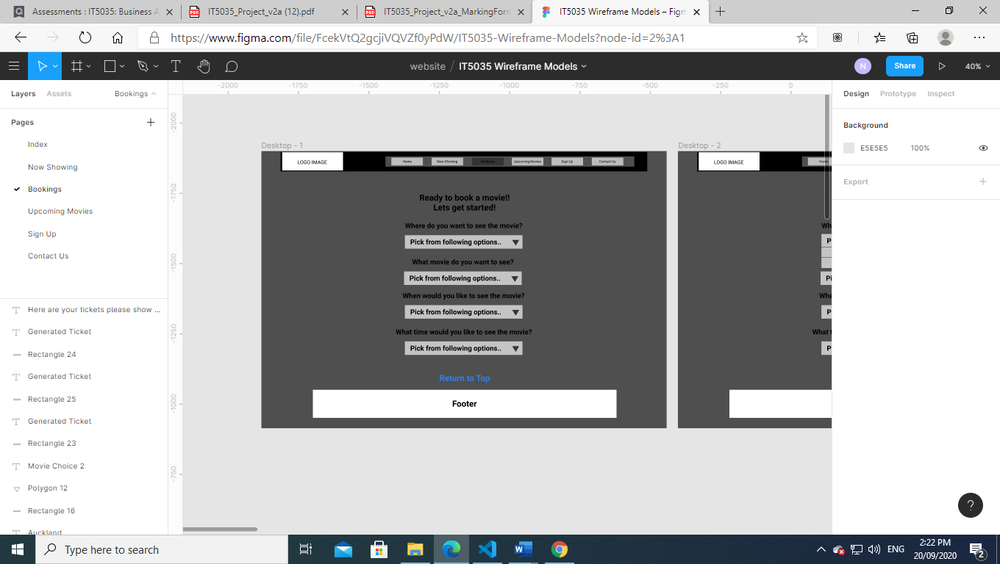 Assessments : IT5035: Business A
IT5035_Project_v2a (12).pdf
IT5035_Project_v2a_MarkingForm
IT5035 Wireframe Models – Figm
https://www.figma.com/file/FcekVtQ2gcjiVQVZf0yPdW/IT5035-Wireframe-Models?node-id=2%3A1
website / IT5035 Wireframe Models
N
Share
40%
Layers
Assets
Bookings
Pages
Index
Now Showing
Bookings
Upcoming Movies
Sign Up
Contact Us
Here are your tickets please show ...
Generated Ticket
Rectangle 24
Generated Ticket
Rectangle 25
Generated Ticket
Rectangle 23
Movie Choice 2
Polygon 12
Rectangle 16
Auckland
-2000
-1750
-1500
-1250
-1000
-750
-500
-250
0
-2000
-1750
-1500
-1250
-1000
-750
Desktop - 1
LOGO IMAGE
Home
Now Showing
Bookings
Upcoming Movies
Sign Up
Contact Us
Ready to book a movie!!
Lets get started!
Where do you want to see the movie?
Pick from following options..
What movie do you want to see?
Pick from following options..
When would you like to see the movie?
Pick from following options..
What time would you like to see the movie?
Pick from following options..
Return to Top
Footer
Desktop - 2
LOGO IMAGE
Home
Wh
P
Pi
Whe
P
What t
P
Design
Prototype
Inspect
Background
E5E5E5
100%
Export
?
Type here to search
ENG
2:22 PM
20/09/2020
2